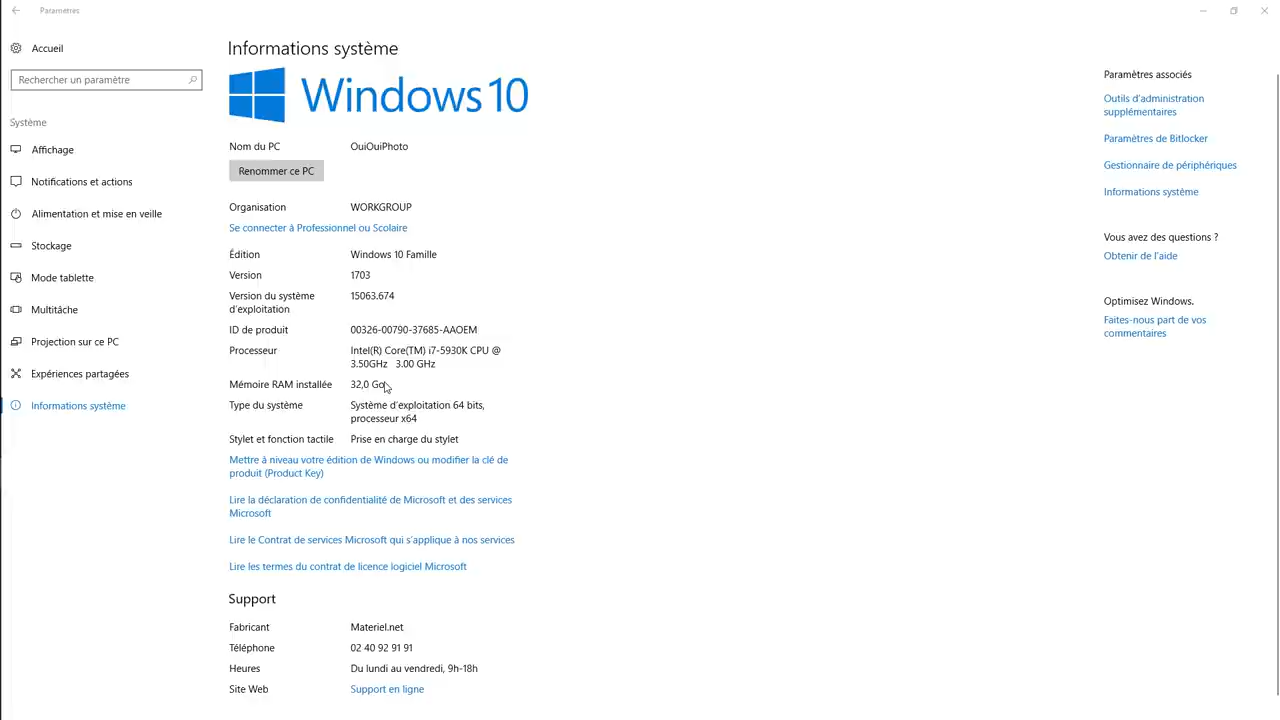 Paramètres
Accueil
Rechercher un paramètre
Système
Affichage
Notifications et actions
Alimentation et mise en veille
Stockage
Mode tablette
Multitâche
Projection sur ce PC
Expériences partagées
Informations système
Informations système
Windows 10
Nom du PC OuiOuiPhoto
Renommer ce PC
Organisation WORKGROUP
Se connecter à Professionnel ou Scolaire
Édition Windows 10 Famille
Version 1703
Version du système 15063.674
d'exploitation
ID de produit 00326-00790-37685-AAOEM
Processeur Intel(R) Core(TM) i7-5930K CPU @
3.50GHz 3.00 GHz
Mémoire RAM installée 32,0 Go
Type du système Système d'exploitation 64 bits,
processeur x64
Stylet et fonction tactile Prise en charge du stylet
Mettre à niveau votre édition de Windows ou modifier la clé de
produit (Product Key)
Lire la déclaration de confidentialité de Microsoft et des services
Microsoft
Lire le Contrat de services Microsoft qui s'applique à nos services
Lire les termes du contrat de licence logiciel Microsoft
Support
Fabricant Materiel.net
Téléphone 02 40 92 91 91
Heures Du lundi au vendredi, 9h-18h
Site Web Support en ligne
Paramètres associés
Outils d'administration
supplémentaires
Paramètres de Bitlocker
Gestionnaire de périphériques
Informations système
Vous avez des questions ?
Obtenir de l'aide
Optimisez Windows.
Faites-nous part de vos
commentaires